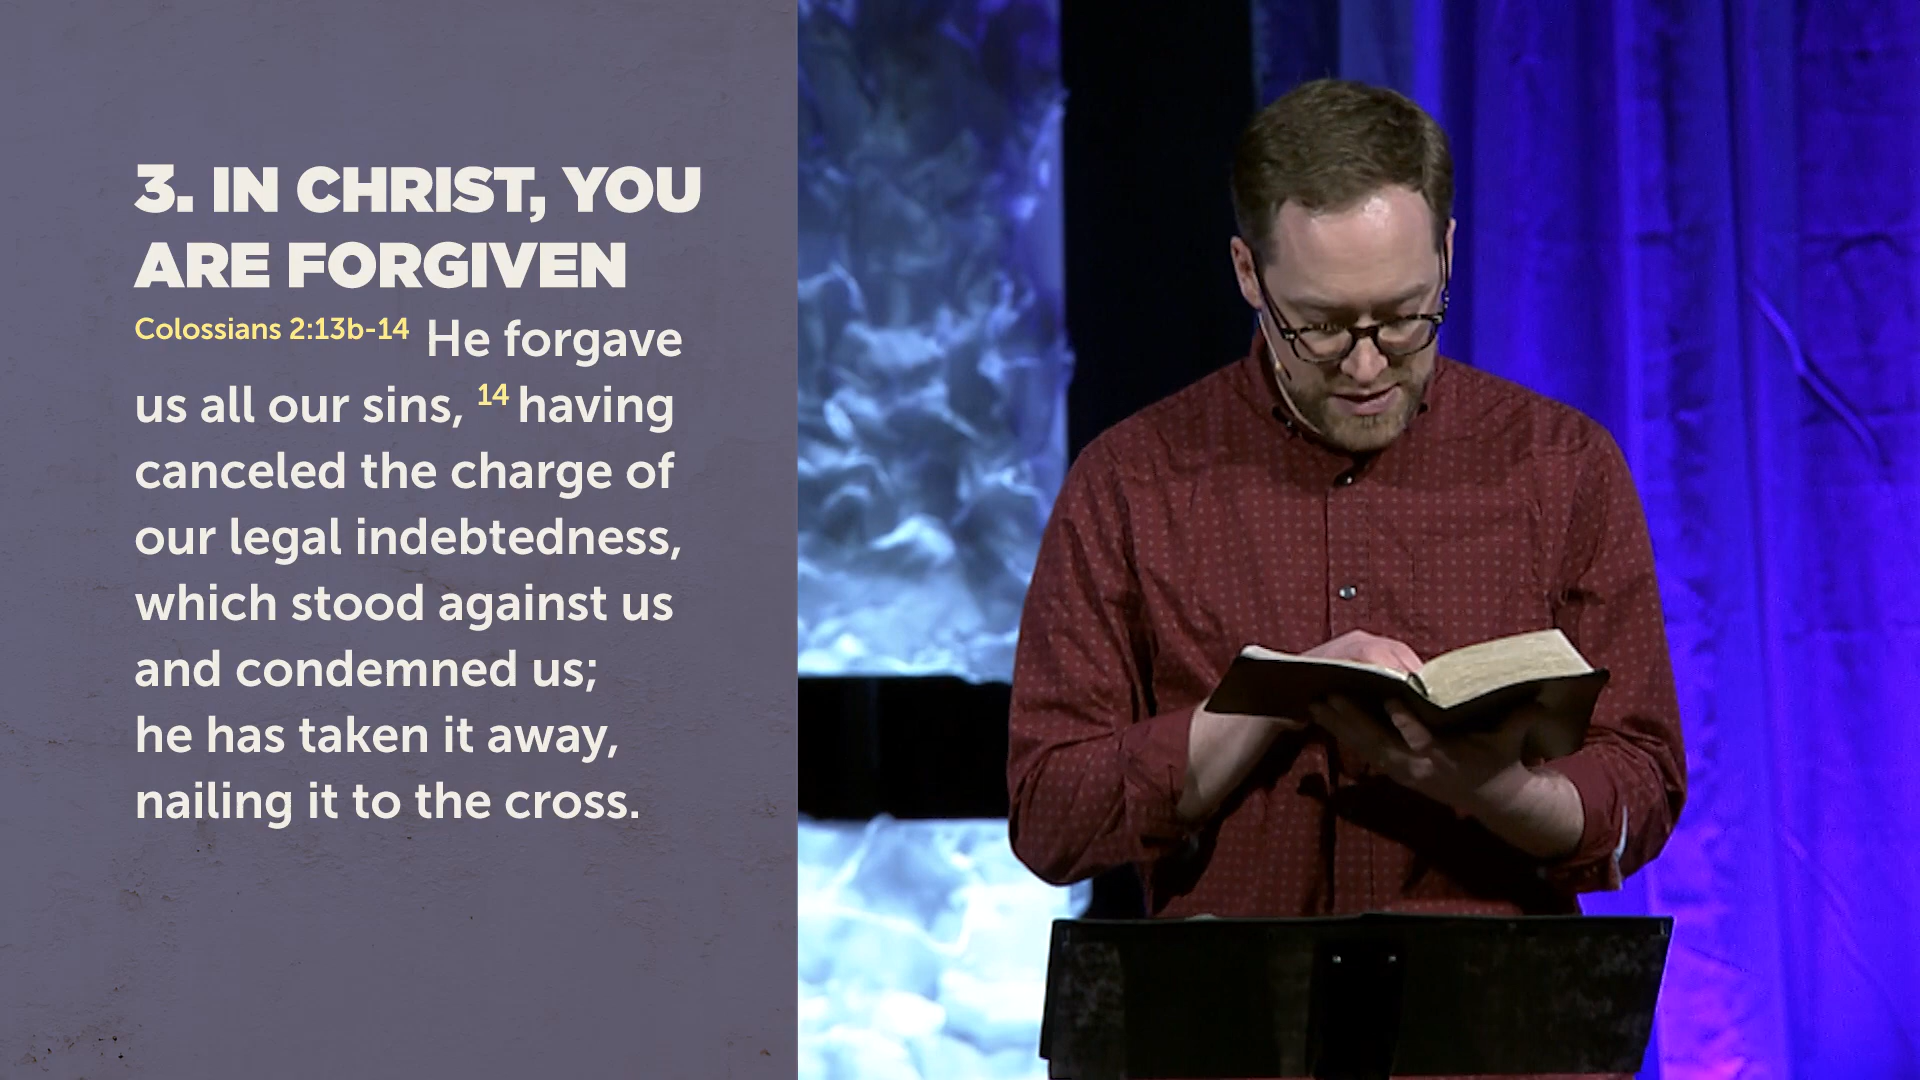 3. IN CHRIST, YOU
ARE FORGIVEN
Colossians 2:13b-14 He forgave
us all our sins, 14 having
canceled the charge of
our legal indebtedness,
which stood against us
and condemned us;
he has taken it away,
nailing it to the cross.